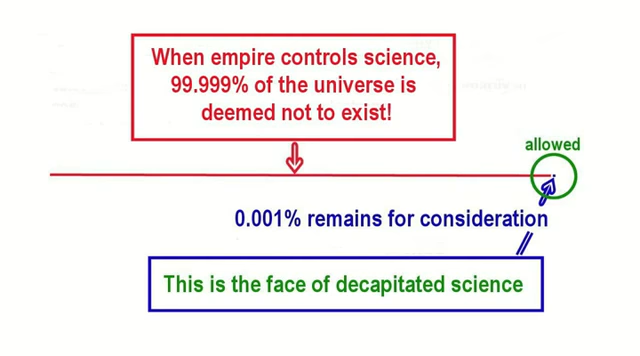 When empire controls science,
99.999% of the universe is
deemed not to exist!
allowed
0.001% remains for consideration
This is the face of decapitated science